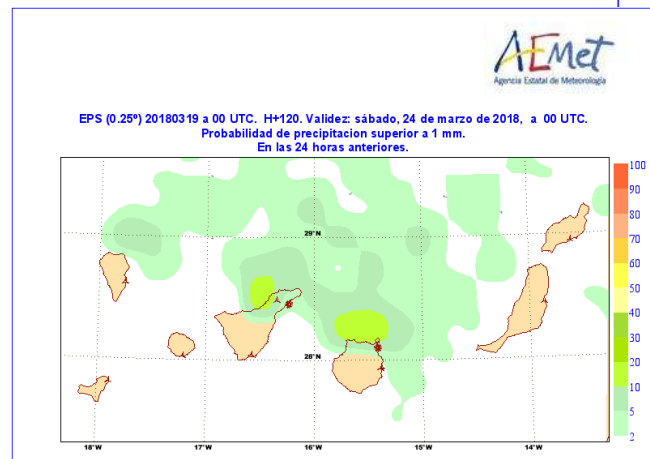 AEMet
Agencia Estatal de Meteorología
EPS (0.25º) 20180319 a 00 UTC. H+120. Validez: sábado, 24 de marzo de 2018, a 00 UTC.
Probabilidad de precipitacion superior a 1 mm.
En las 24 horas anteriores.
100
90
80
70
60
50
40
30
20
10
5
2
29°N
28°N
18°W
17°W
16°W
15°W
14°W